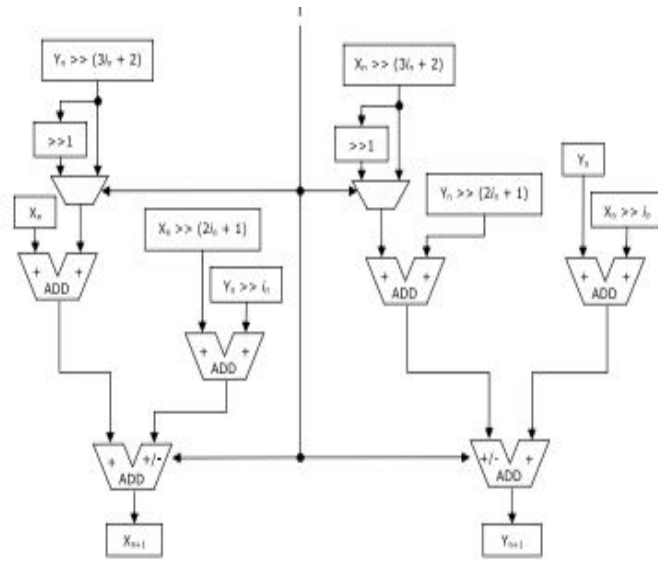 Yₙ >> (3iₙ + 2)
Xₙ >> (3iₙ + 2)
>>1
>>1
Yₙ
Xₙ
Xₙ >> (2iₙ + 1)
Yₙ >> (2iₙ + 1)
Xₙ >> iₙ
+ +
ADD
Yₙ >> iₙ
+ +
ADD
+ +
ADD
+ +
ADD
+ +/-
ADD
+/- +
ADD
Xₙ₊₁
Yₙ₊₁